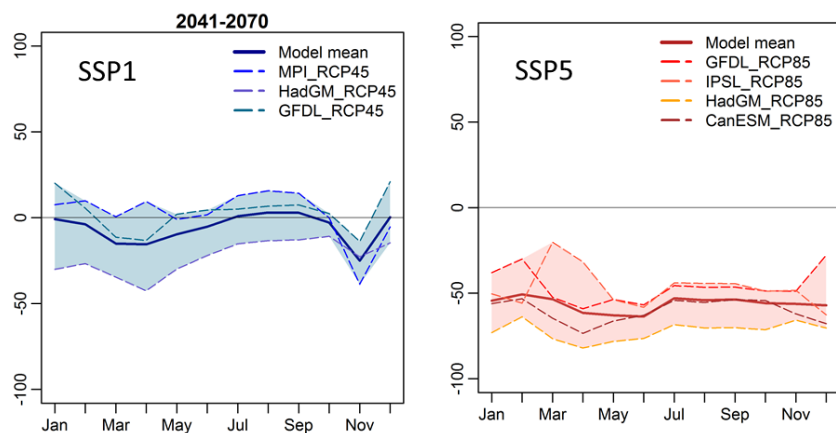 2041-2070
SSP1
Model mean
MPI_RCP45
HadGM_RCP45
GFDL_RCP45
100
50
0
-50
-100
Jan
Mar
May
Jul
Sep
Nov
SSP5
Model mean
GFDL_RCP85
IPSL_RCP85
HadGM_RCP85
CanESM_RCP85
100
50
0
-50
-100
Jan
Mar
May
Jul
Sep
Nov